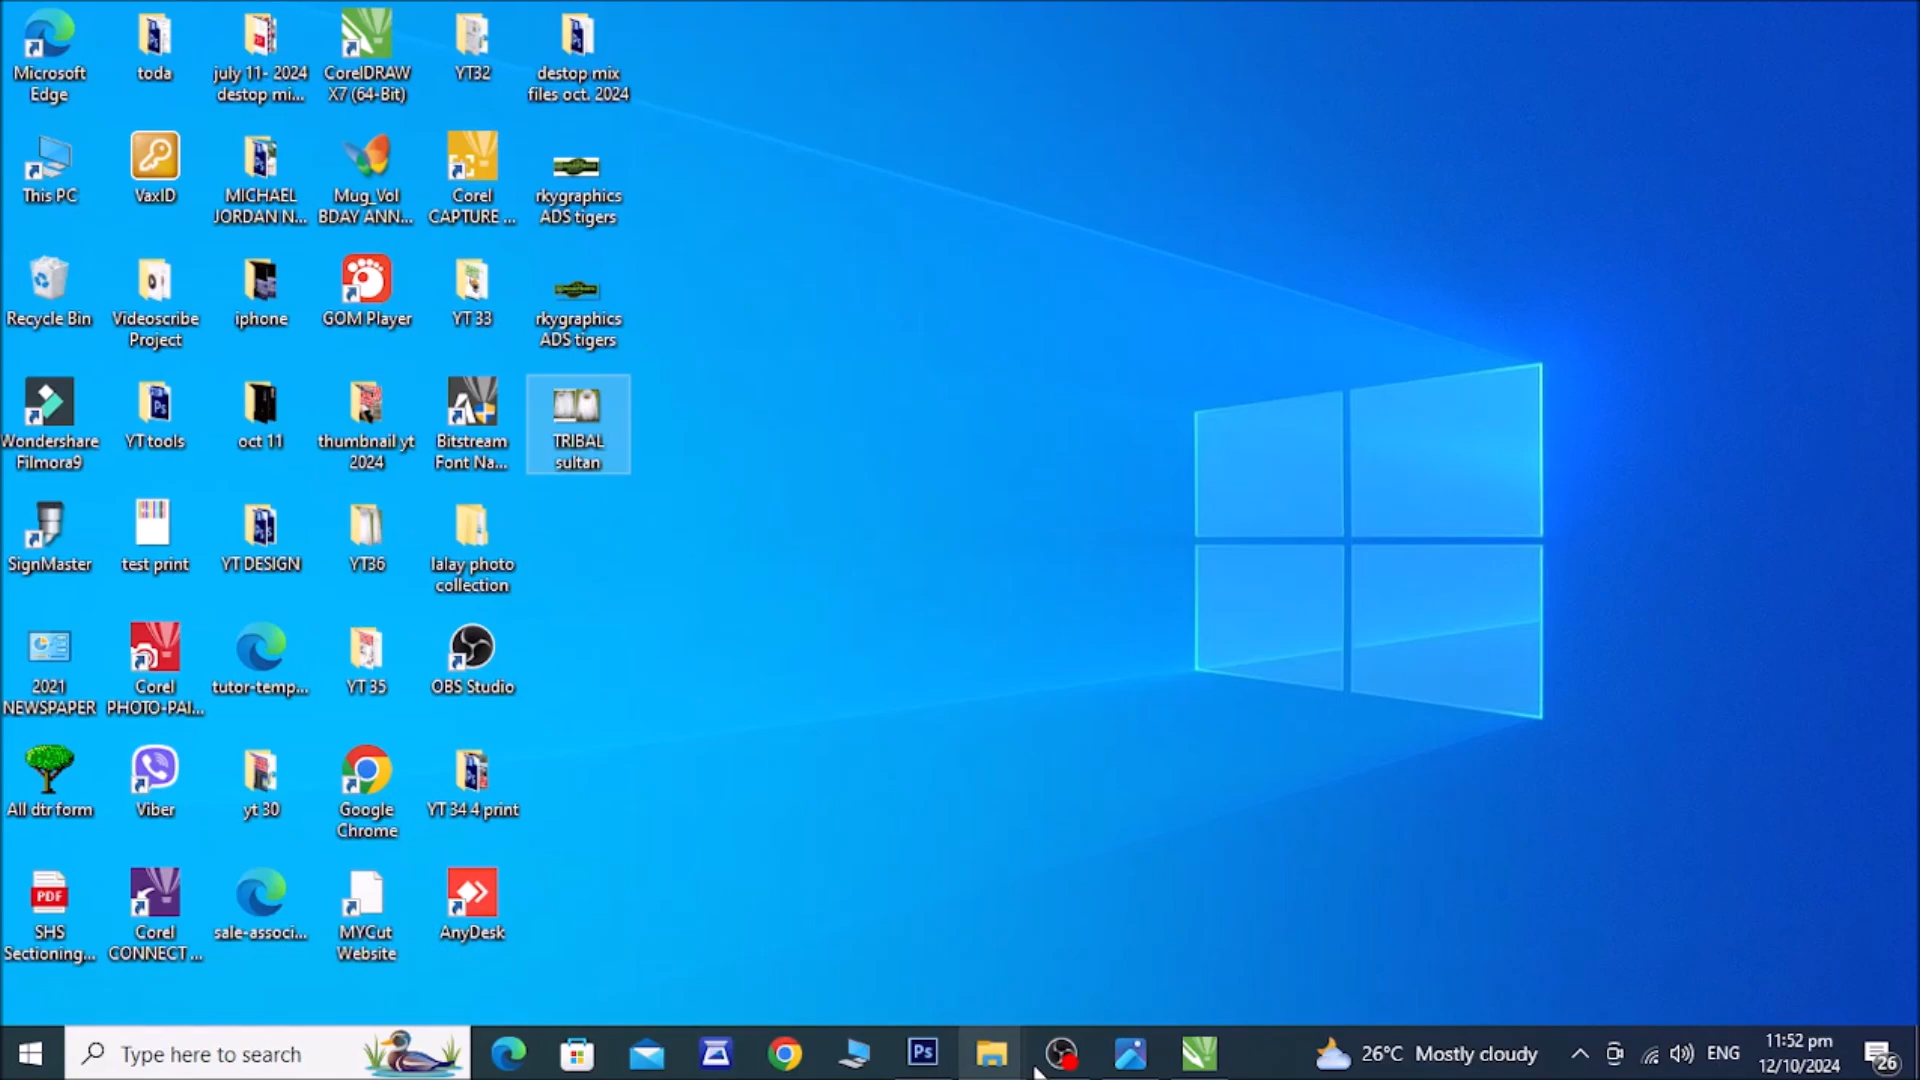 Microsoft
Edge
toda
july 11- 2024
destop mi...
CorelDRAW
X7 (64-Bit)
YT32
destop mix
files oct. 2024
This PC
VaxID
MICHAEL
JORDAN N...
Mug_Vol
BDAY ANN...
Corel
CAPTURE ...
rkygraphics
ADS tigers
Recycle Bin
Videoscribe
Project
iphone
GOM Player
YT 33
rkygraphics
ADS tigers
Wondershare
Filmora9
YT tools
oct 11
thumbnail yt
2024
Bitstream
Font Na...
TRIBAL
sultan
SignMaster
test print
YT DESIGN
YT36
lalay photo
collection
2021
NEWSPAPER
Corel
PHOTO-PAI...
tutor-temp...
YT 35
OBS Studio
All dtr form
Viber
yt 30
Google
Chrome
YT 34 4 print
PDF
SHS
Sectioning...
Corel
CONNECT ...
sale-associ...
MYCut
Website
AnyDesk
Type here to search
Ps
26°C Mostly cloudy
ENG
11:52 pm
12/10/2024
26